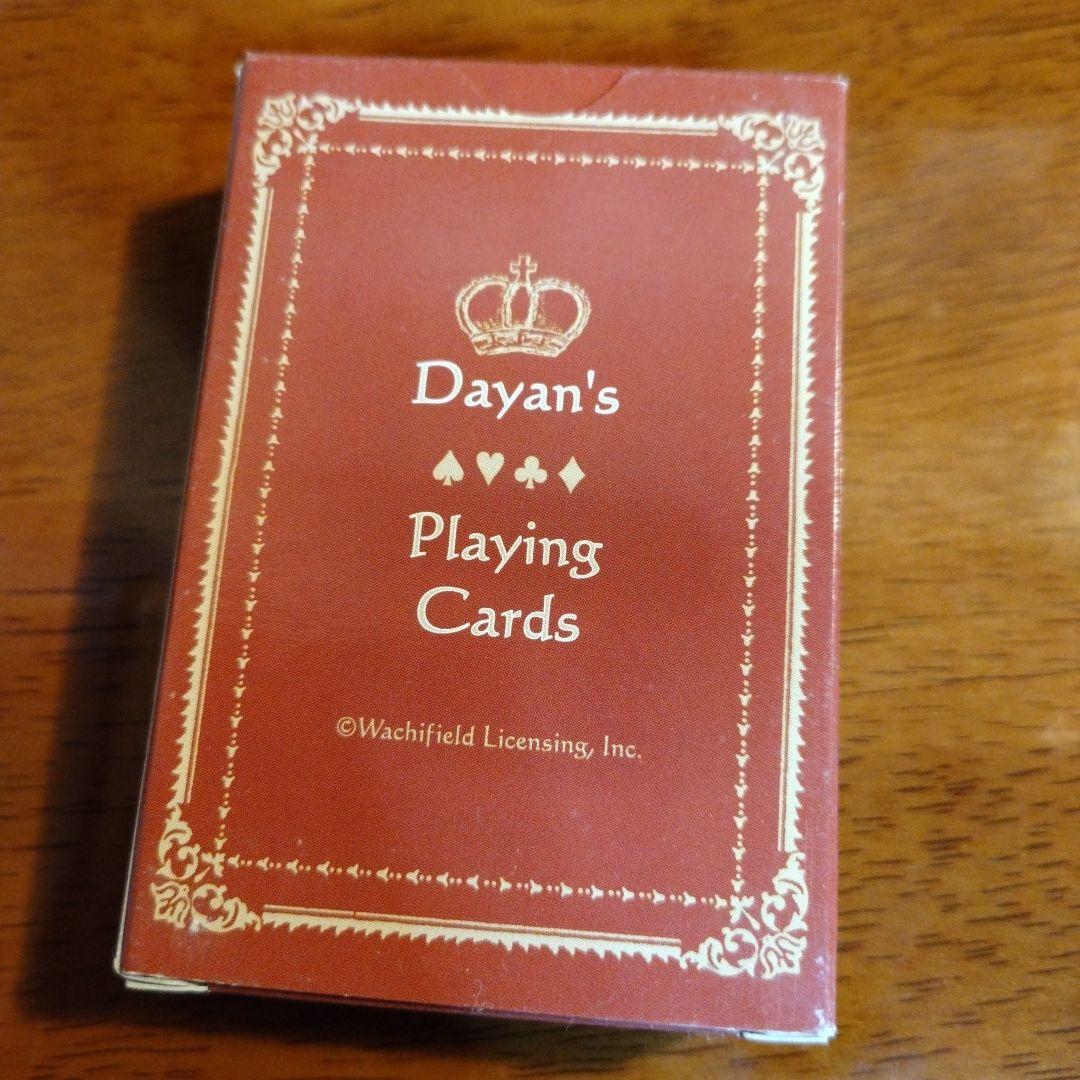 Dayan's
♠♥♣♦
Playing
Cards
©Wachifield Licensing, Inc.